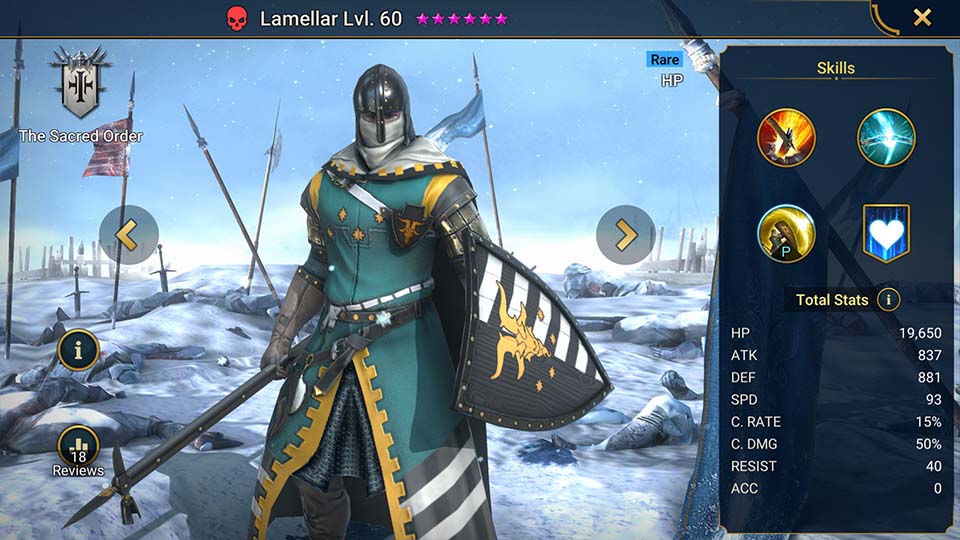 Lamellar Lvl. 60
The Sacred Order
Rare
HP
18
Reviews
Skills
P
Total Stats i
HP 19,650
ATK 837
DEF 881
SPD 93
C. RATE 15%
C. DMG 50%
RESIST 40
ACC 0
i